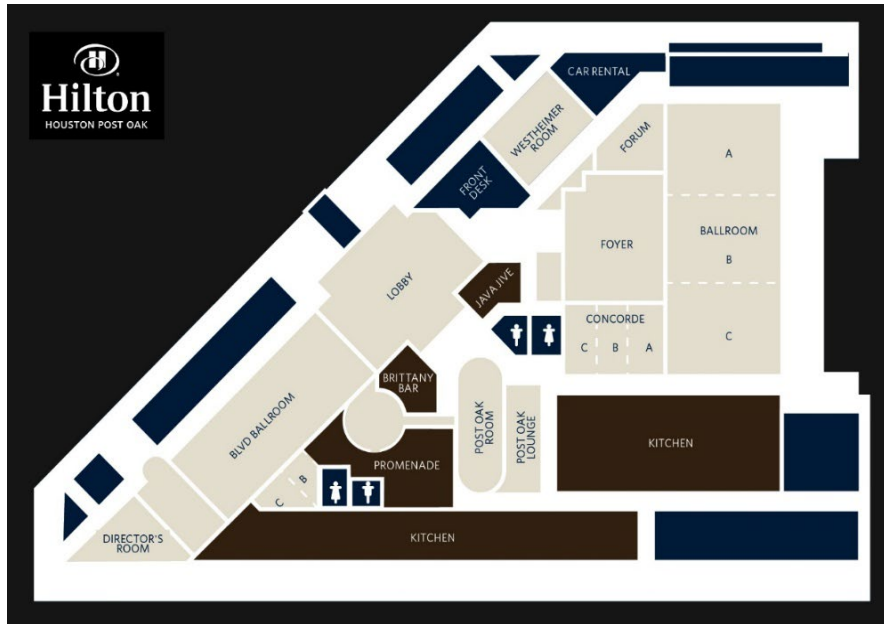 Hilton
HOUSTON POST OAK
CAR RENTAL
WESTHEIMER
ROOM
FORUM
A
FRONT
DESK
BALLROOM
B
FOYER
LOBBY
JAVA JIVE
CONCORDE
C B A
C
BRITTANY
BAR
BLVD BALLROOM
POST OAK
ROOM
POST OAK
LOUNGE
KITCHEN
PROMENADE
B
C
DIRECTOR'S
ROOM
KITCHEN